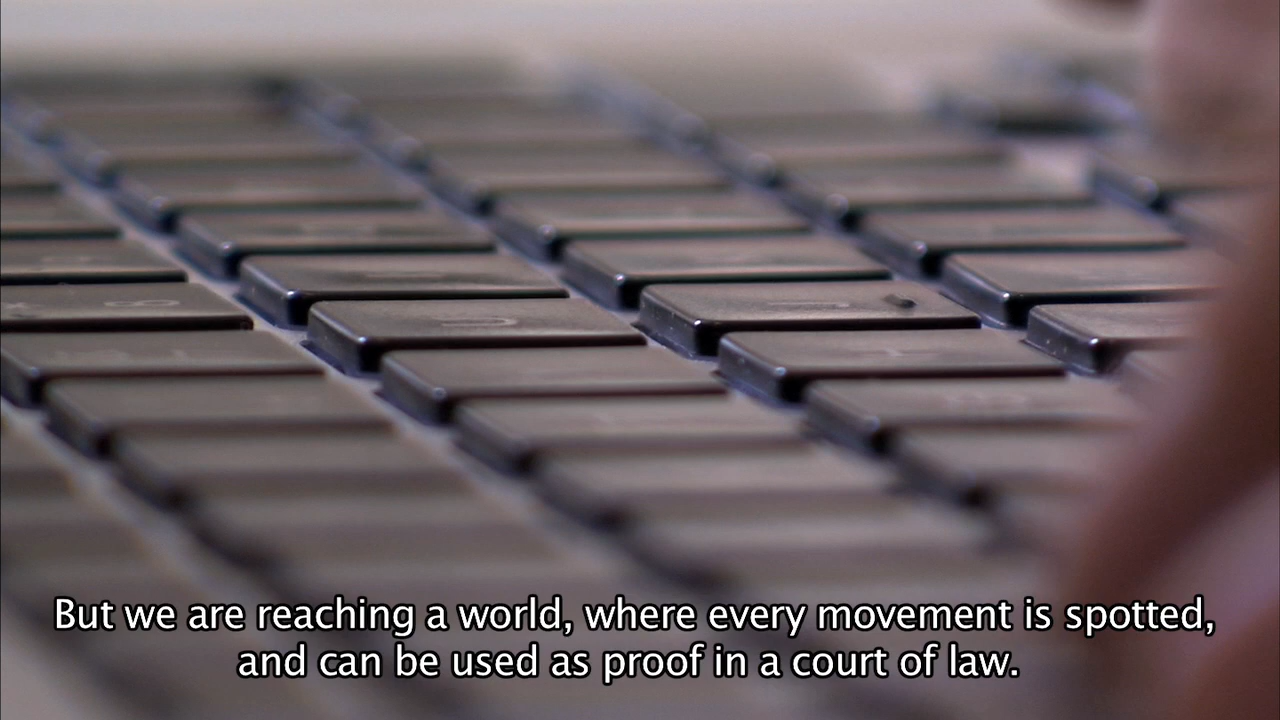 But we are reaching a world, where every movement is spotted,
and can be used as proof in a court of law.